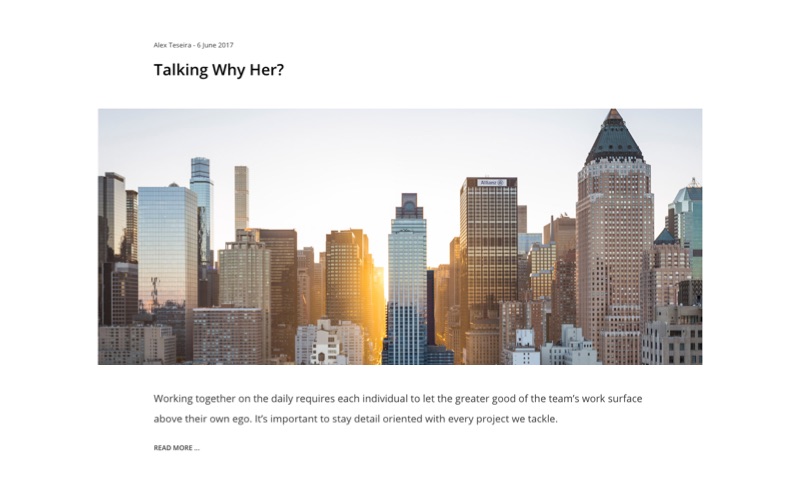 Alex Teseira - 6 June 2017
Talking Why Her?
Allianz
Working together on the daily requires each individual to let the greater good of the team's work surface
above their own ego. It's important to stay detail oriented with every project we tackle.
READ MORE ...